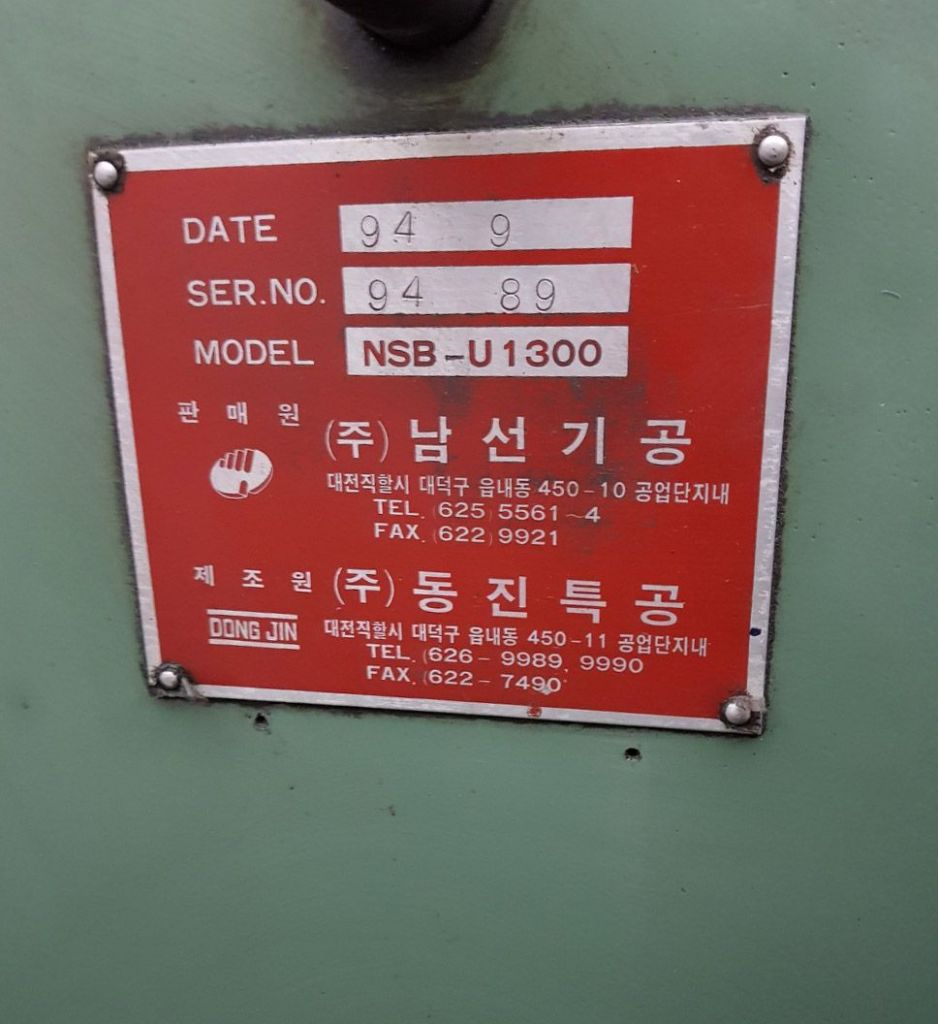 DATE 94 9
SER.NO. 94 89
MODEL NSB-U1300
판매원 (주)남선기공
대전직할시 대덕구 읍내동 450-10 공업단지내
TEL. (625)5561~4
FAX. (622)9921
제조원 (주)동진특공
DONG JIN 대전직할시 대덕구 읍내동 450-11 공업단지내
TEL. (626-9989, 9990
FAX. (622-7490